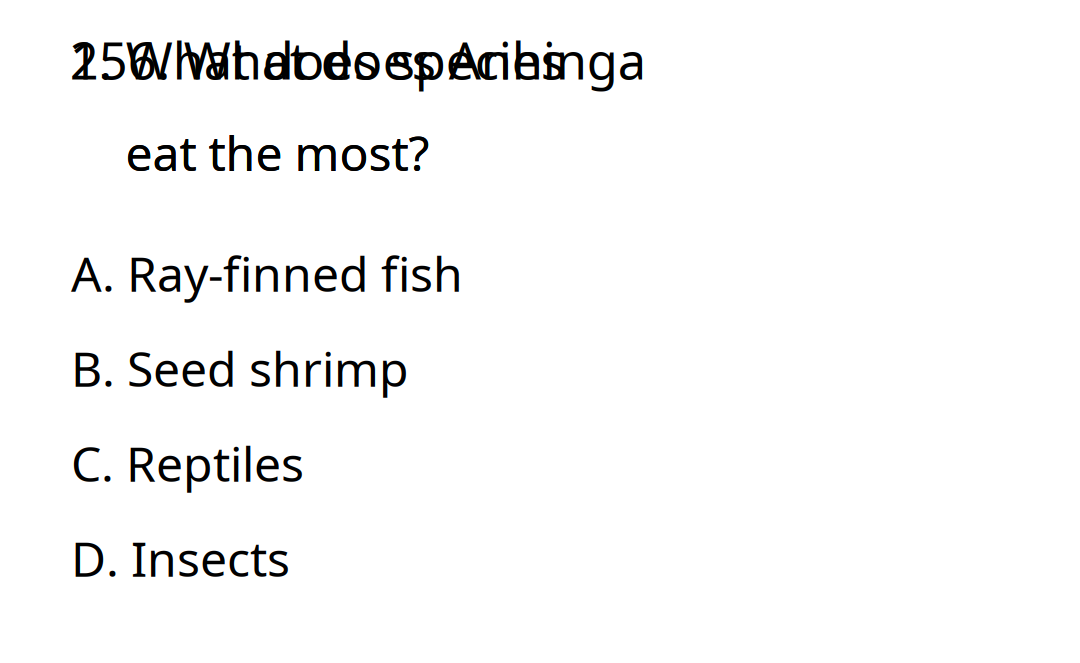 eat the most?
A. Ray-finned fish
B. Seed shrimp
C. Reptiles
D. Insects